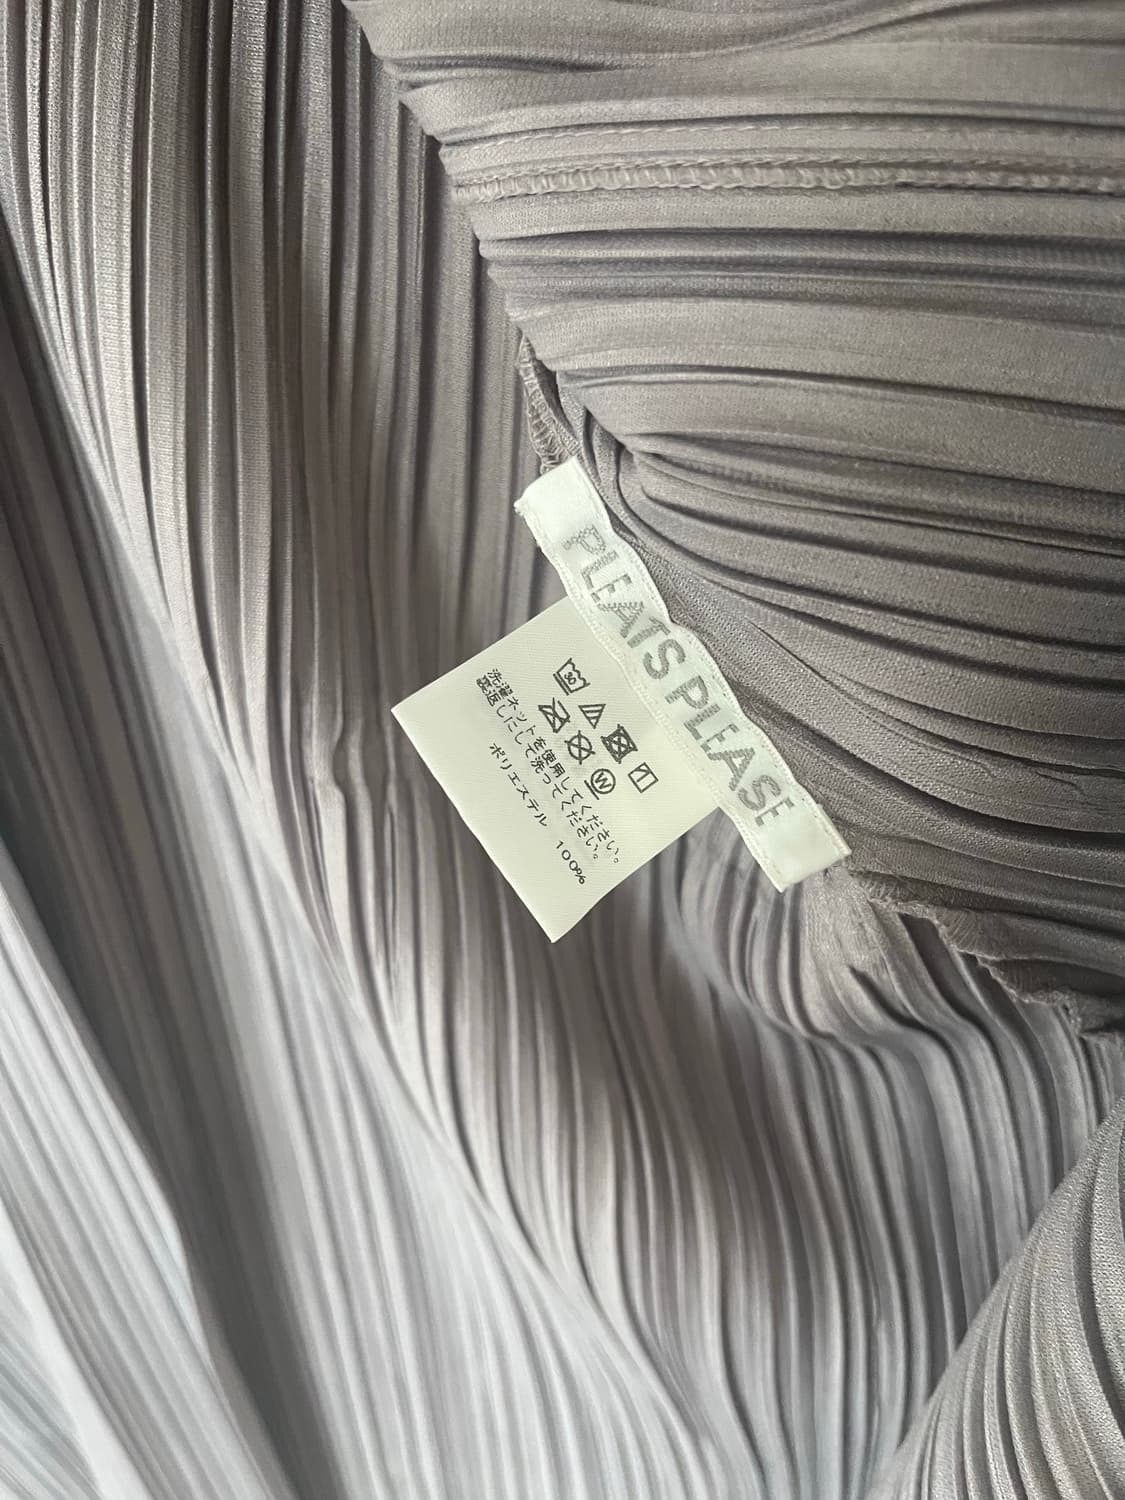 PLEATS PLEASE
30
W
洗濯ネットを使用してください。
裏返しにして洗ってください。
ポリエステル 100%